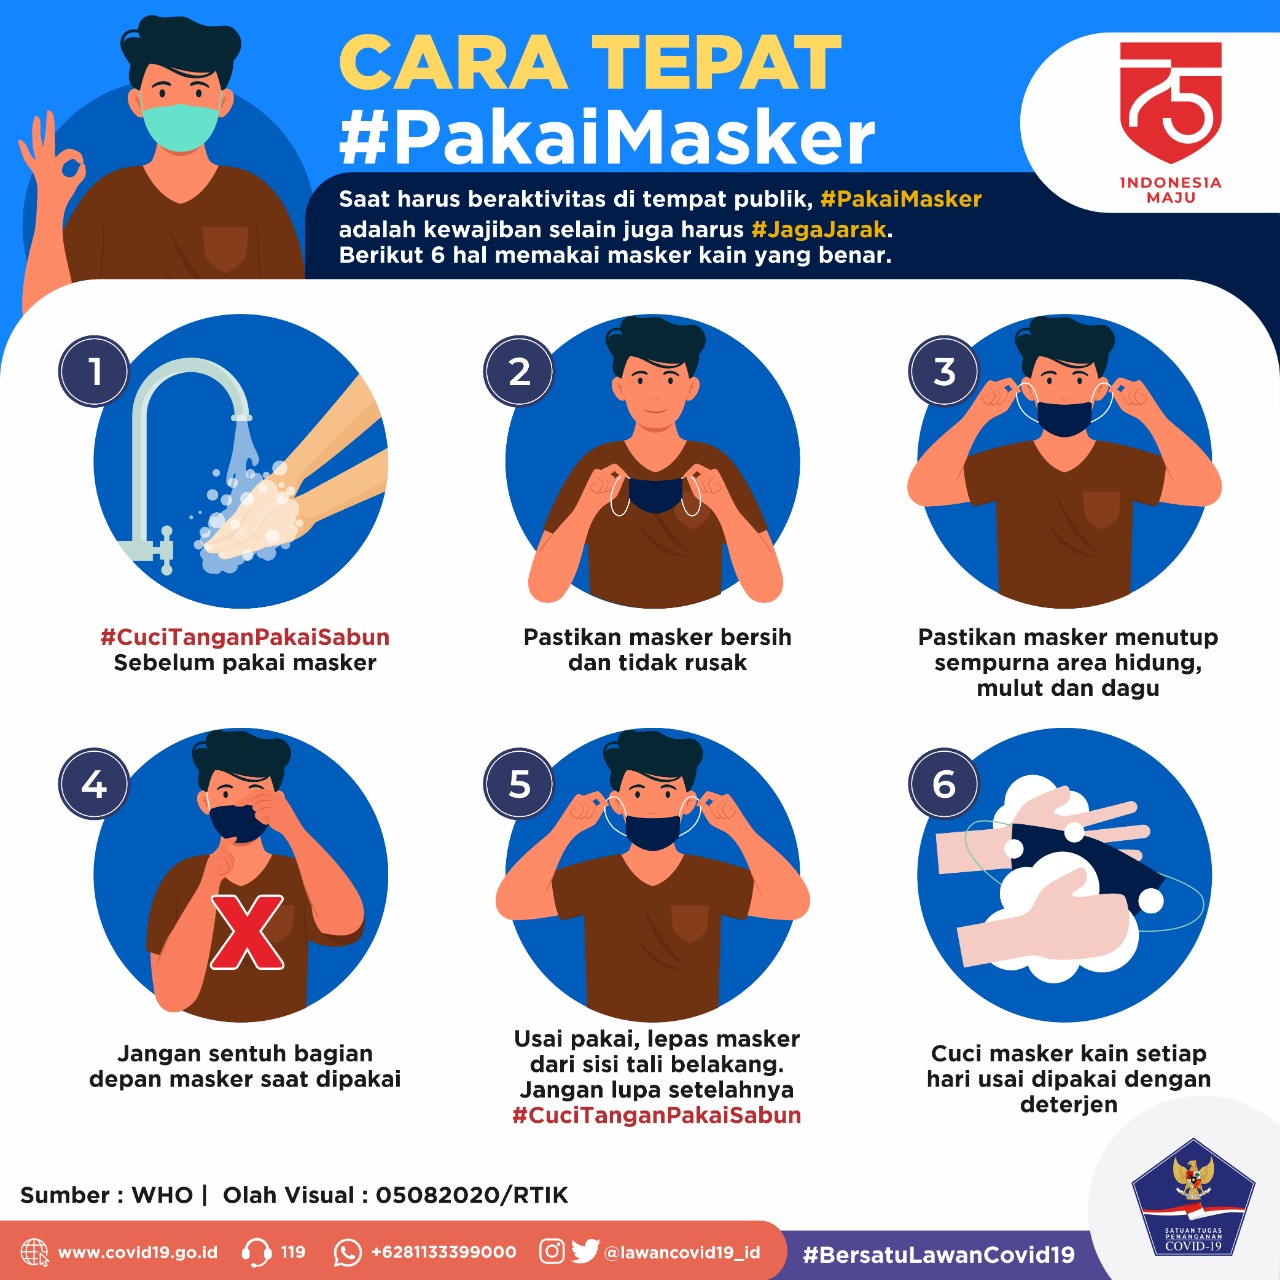 CARA TEPAT
#PakaiMasker
75
INDONESIA
MAJU
Saat harus beraktivitas di tempat publik, #PakaiMasker
adalah kewajiban selain juga harus #JagaJarak.
Berikut 6 hal memakai masker kain yang benar.
1
#CuciTanganPakaiSabun
Sebelum pakai masker
2
Pastikan masker bersih
dan tidak rusak
3
Pastikan masker menutup
sempurna area hidung,
mulut dan dagu
4
X
Jangan sentuh bagian
depan masker saat dipakai
5
Usai pakai, lepas masker
dari sisi tali belakang.
Jangan lupa setelahnya
#CuciTanganPakaiSabun
6
Cuci masker kain setiap
hari usai dipakai dengan
deterjen
Sumber : WHO | Olah Visual : 05082020/RTIK
www.covid19.go.id
119
+6281133399000
@lawancovid19_id
#BersatuLawanCovid19
SATUAN TUGAS
PENANGANAN
COVID-19